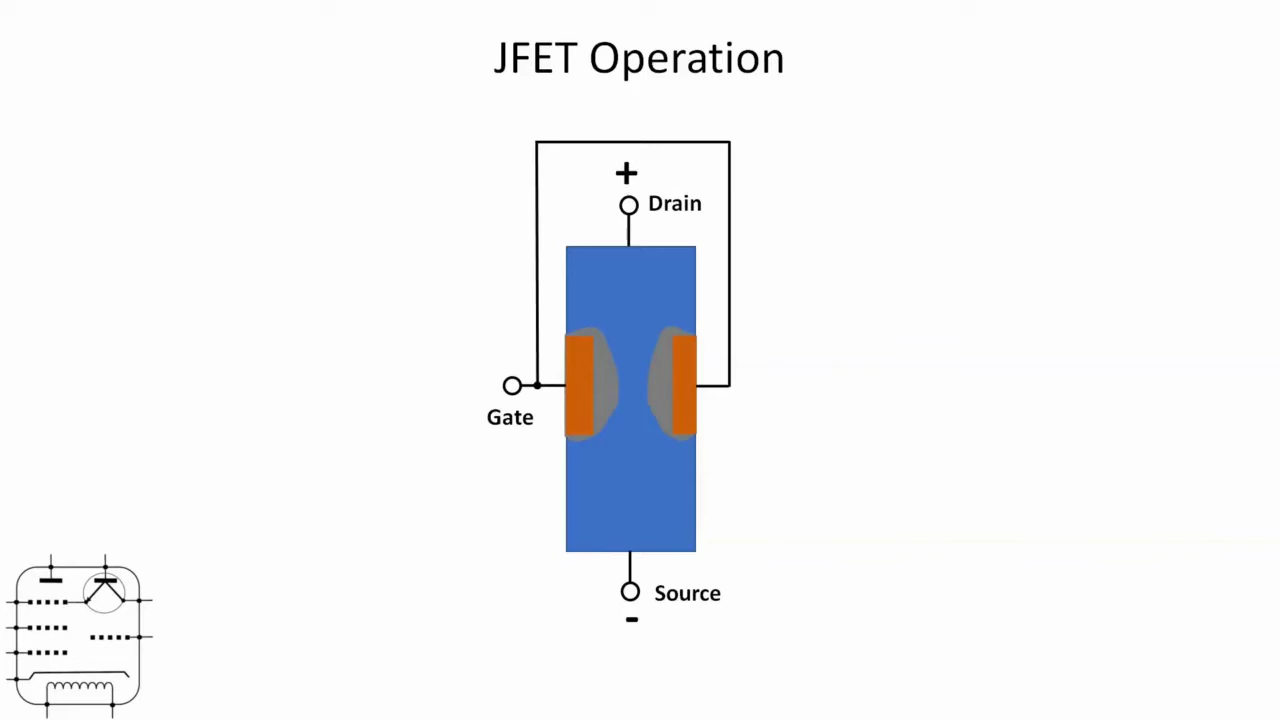 JFET Operation
+
Drain
Gate
Source
-